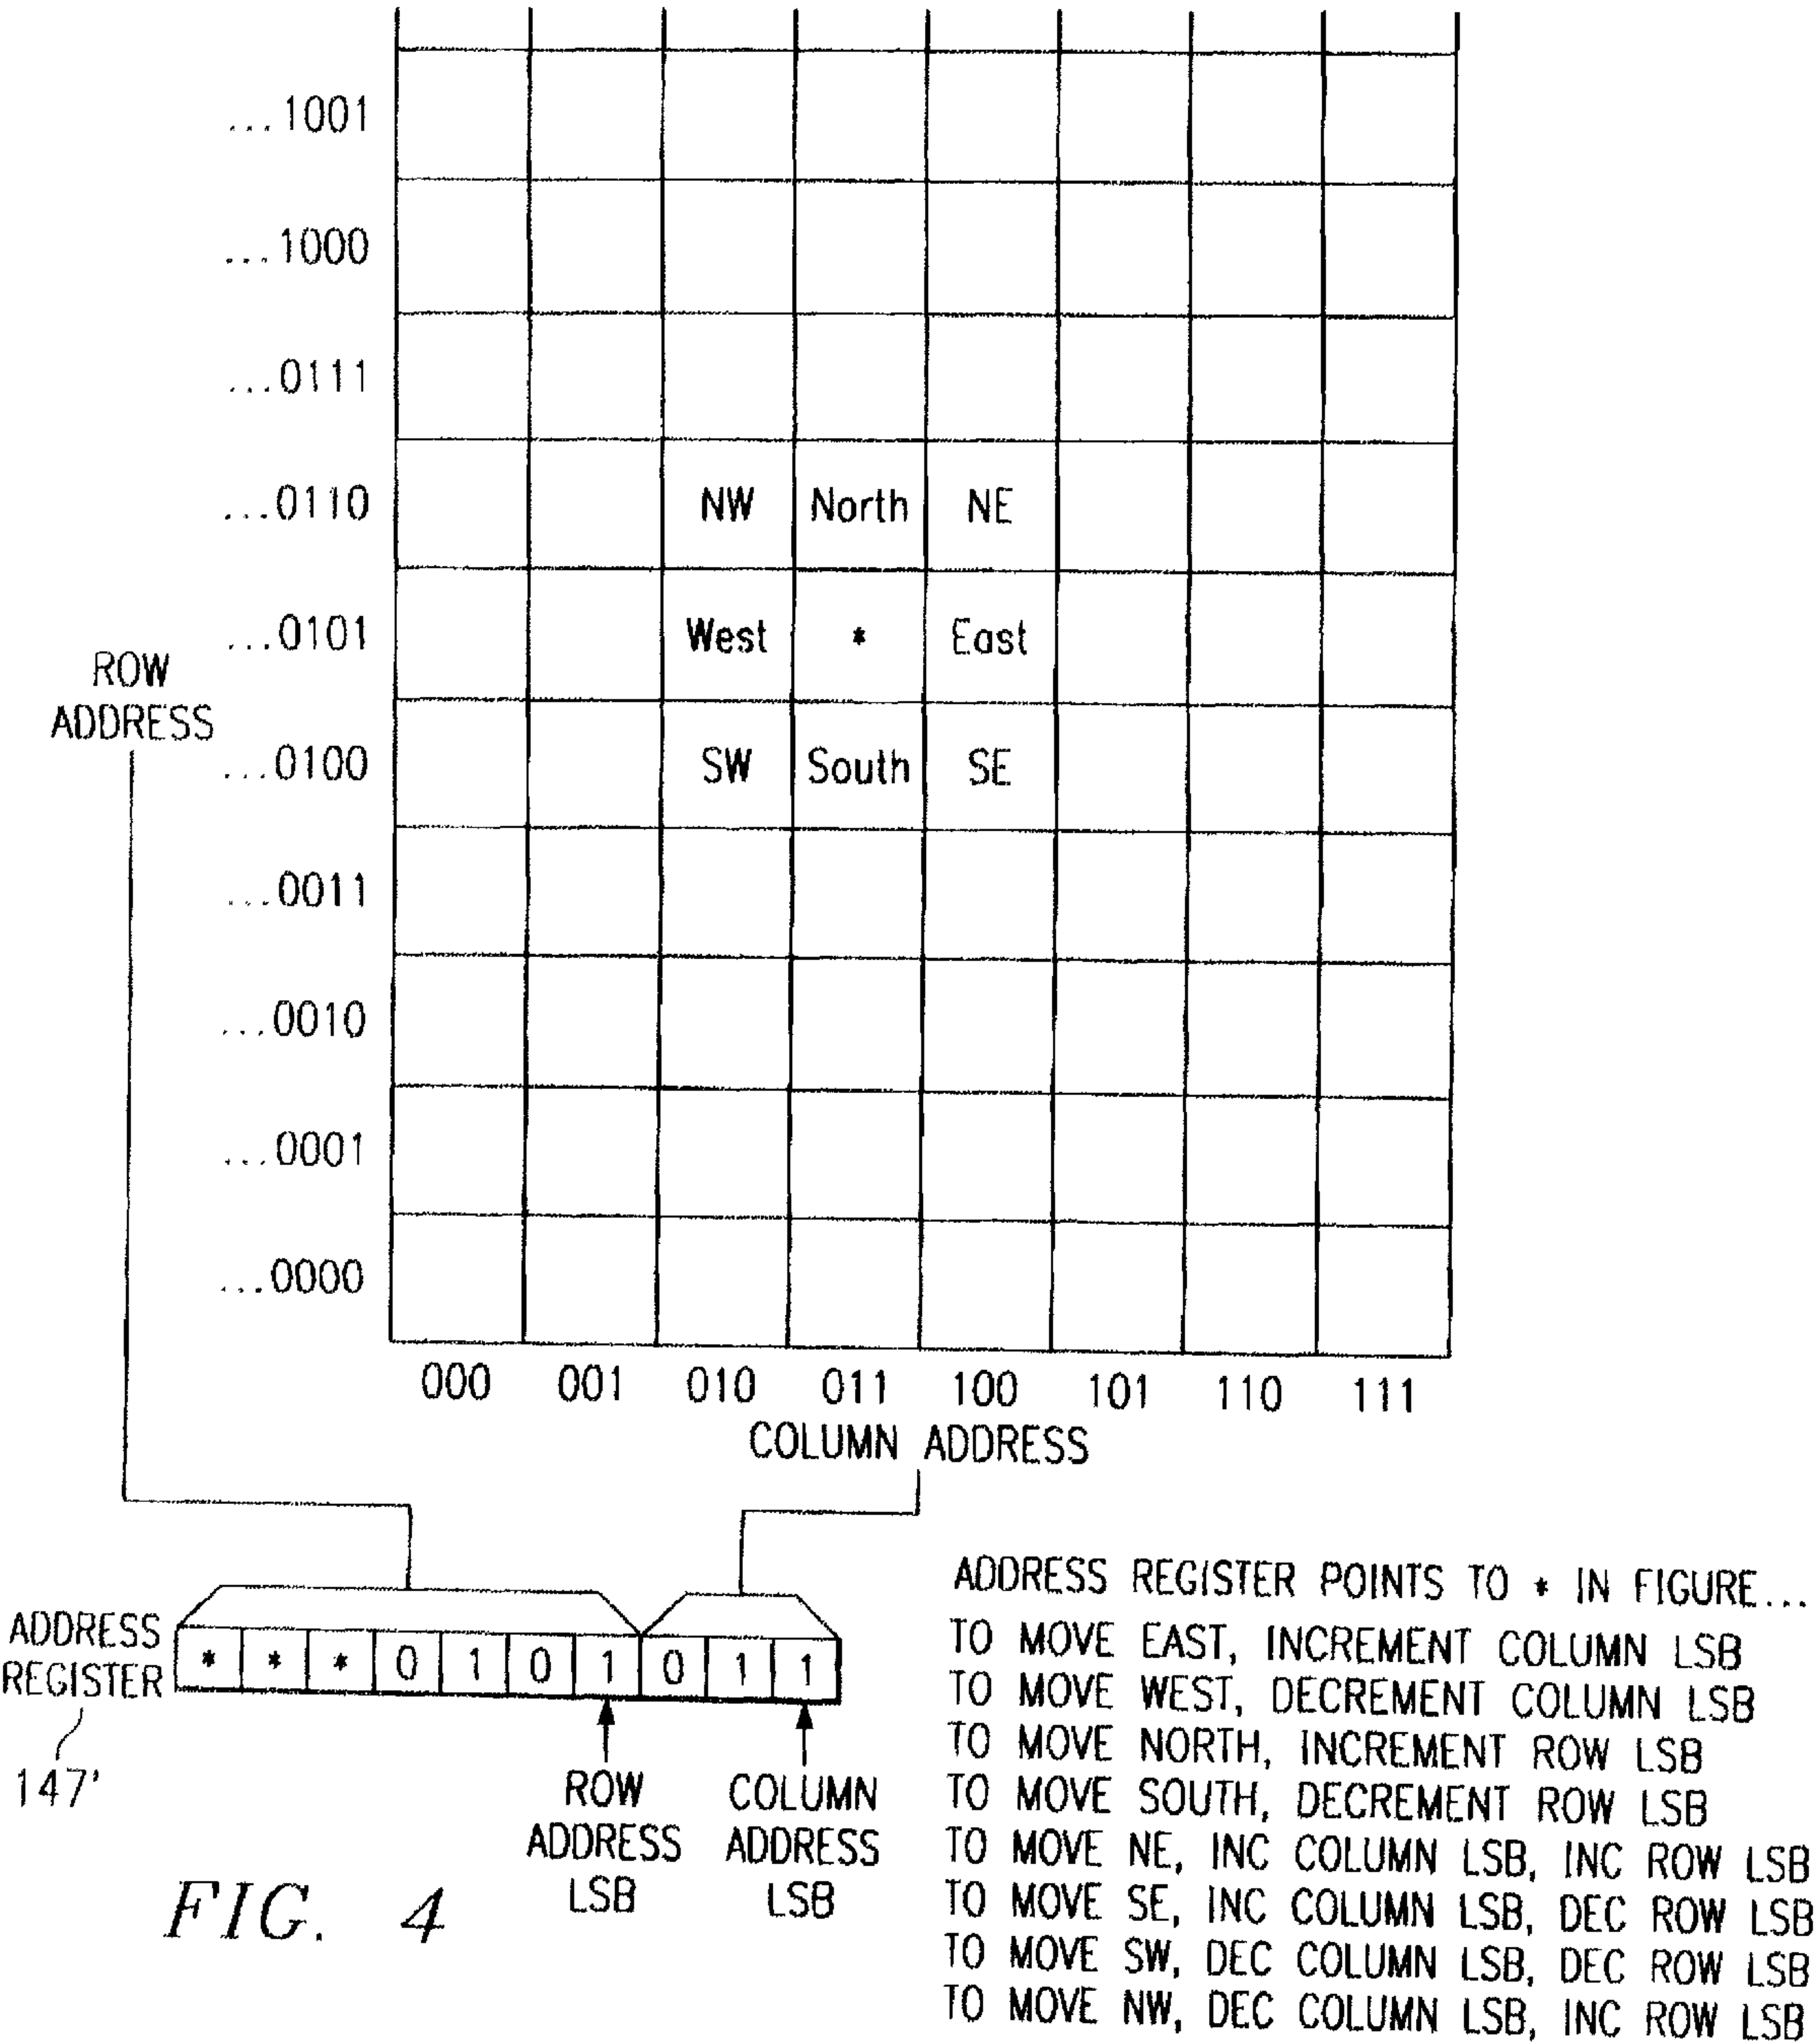 ...1001
...1000
...0111
...0110 NW North NE
...0101 West * East
ROW
ADDRESS
...0100 SW South SE
...0011
...0010
...0001
...0000
000 001 010 011 100 101 110 111
COLUMN ADDRESS
ADDRESS
REGISTER
* * * 0 1 0 1 0 1 1
147'
ROW
ADDRESS
LSB
COLUMN
ADDRESS
LSB
ADDRESS REGISTER POINTS TO * IN FIGURE...
TO MOVE EAST, INCREMENT COLUMN LSB
TO MOVE WEST, DECREMENT COLUMN LSB
TO MOVE NORTH, INCREMENT ROW LSB
TO MOVE SOUTH, DECREMENT ROW LSB
TO MOVE NE, INC COLUMN LSB, INC ROW LSB
TO MOVE SE, INC COLUMN LSB, DEC ROW LSB
TO MOVE SW, DEC COLUMN LSB, DEC ROW LSB
TO MOVE NW, DEC COLUMN LSB, INC ROW LSB
FIG. 4